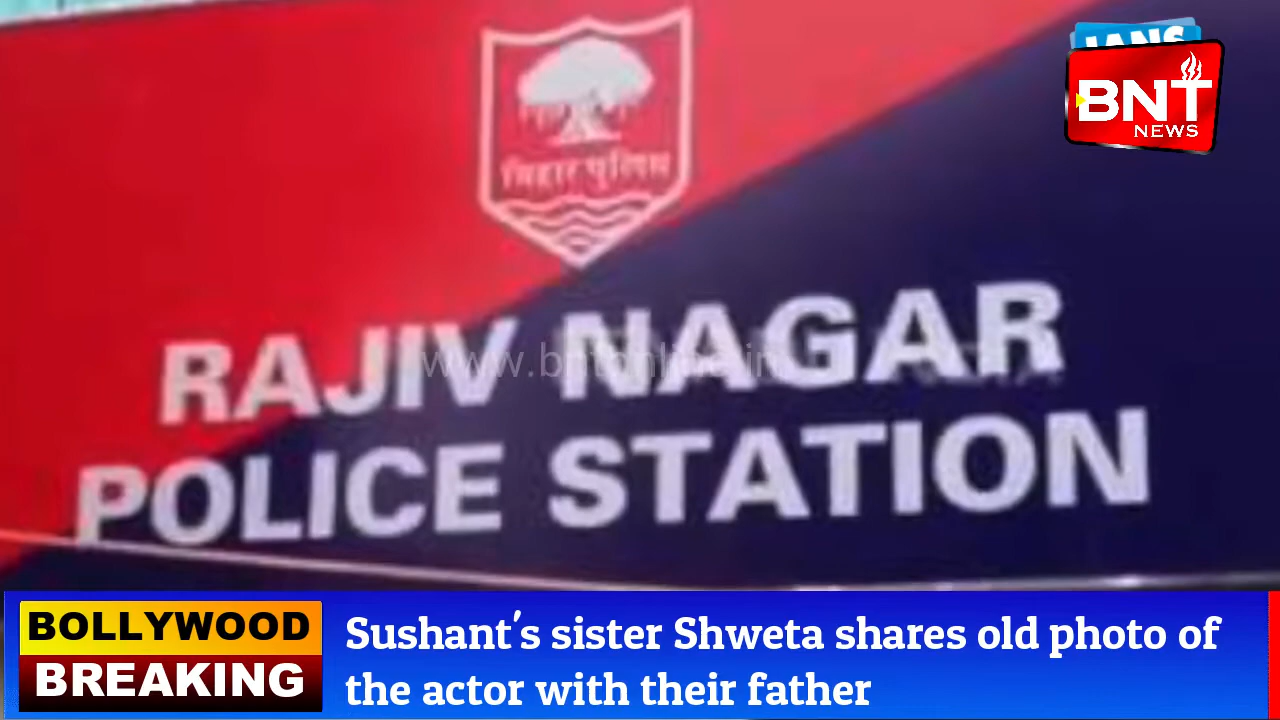 IANS
BNT
NEWS
बिहार पुलिस
RAJIV NAGAR
POLICE STATION
BOLLYWOOD
BREAKING
Sushant's sister Shweta shares old photo of
the actor with their father